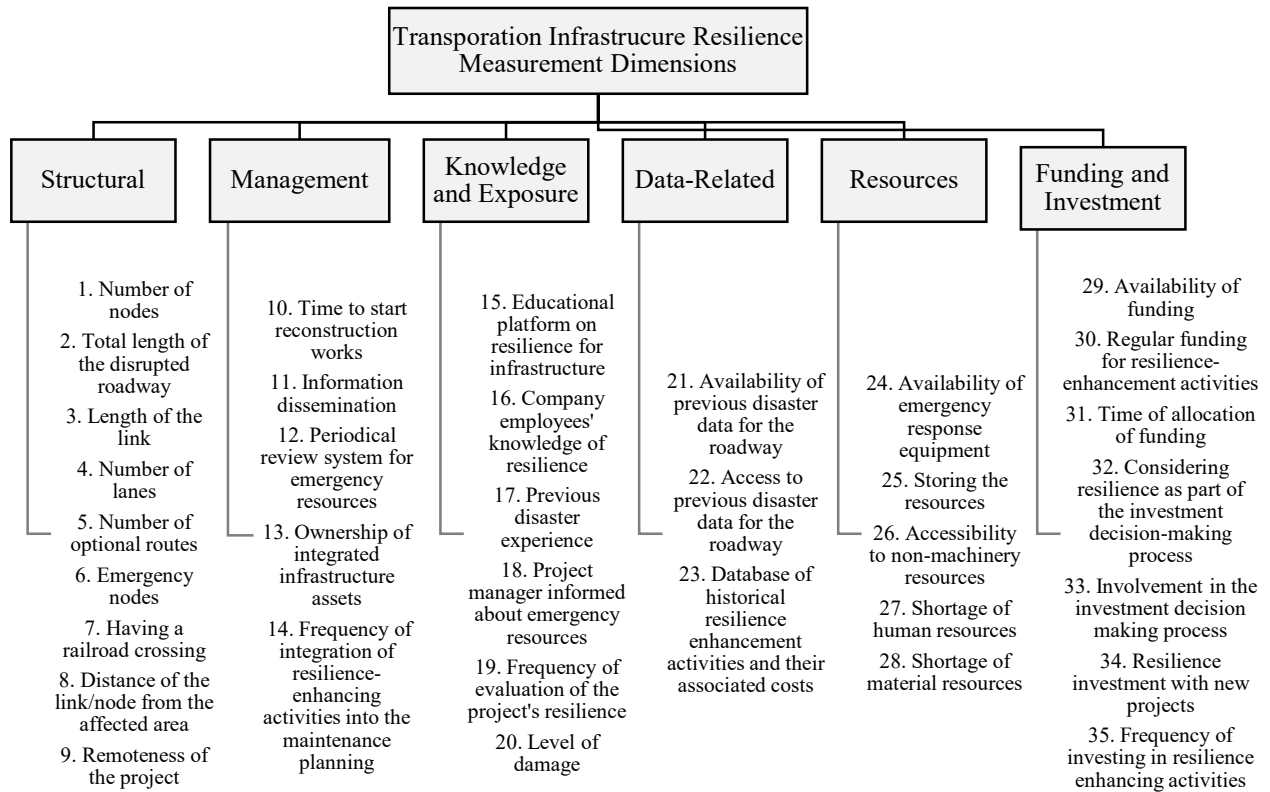 Transporation Infrastrucure Resilience
Measurement Dimensions
Structural
Management
Knowledge
and Exposure
Data-Related
Resources
Funding and
Investment
1. Number of
nodes
2. Total length of
the disrupted
roadway
3. Length of the
link
4. Number of
lanes
5. Number of
optional routes
6. Emergency
nodes
7. Having a
railroad crossing
8. Distance of the
link/node from the
affected area
9. Remoteness of
the project
10. Time to start
reconstruction
works
11. Information
dissemination
12. Periodical
review system for
emergency
resources
13. Ownership of
integrated
infrastructure
assets
14. Frequency of
integration of
resilience-
enhancing
activities into the
maintenance
planning
15. Educational
platform on
resilience for
infrastructure
16. Company
employees'
knowledge of
resilience
17. Previous
disaster
experience
18. Project
manager informed
about emergency
resources
19. Frequency of
evaluation of the
project's resilience
20. Level of
damage
21. Availability of
previous disaster
data for the
roadway
22. Access to
previous disaster
data for the
roadway
23. Database of
historical
resilience
enhancement
activities and their
associated costs
24. Availability of
emergency
response
equipment
25. Storing the
resources
26. Accessibility
to non-machinery
resources
27. Shortage of
human resources
28. Shortage of
material resources
29. Availability of
funding
30. Regular funding
for resilience-
enhancement activities
31. Time of allocation
of funding
32. Considering
resilience as part of
the investment
decision-making
process
33. Involvement in the
investment decision
making process
34. Resilience
investment with new
projects
35. Frequency of
investing in resilience
enhancing activities